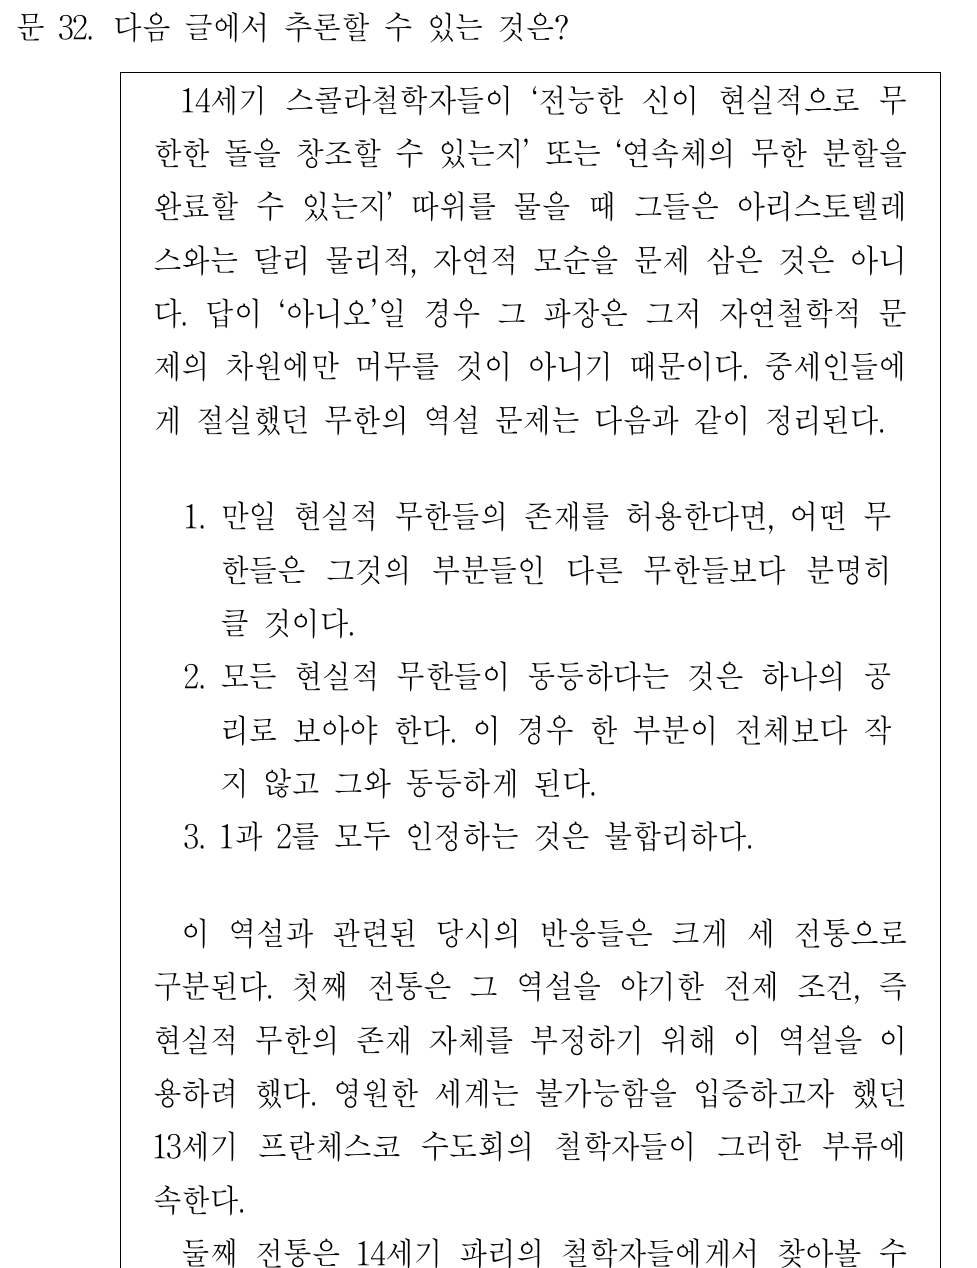 문 32. 다음 글에서 추론할 수 있는 것은?
14세기 스콜라철학자들이 ‘전능한 신이 현실적으로 무
한한 돌을 창조할 수 있는지’ 또는 ‘연속체의 무한 분할을
완료할 수 있는지’ 따위를 물을 때 그들은 아리스토텔레
스와는 달리 물리적, 자연적 모순을 문제 삼은 것은 아니
다. 답이 ‘아니오’일 경우 그 파장은 그저 자연철학적 문
제의 차원에만 머무를 것이 아니기 때문이다. 중세인들에
게 절실했던 무한의 역설 문제는 다음과 같이 정리된다.
1. 만일 현실적 무한들의 존재를 허용한다면, 어떤 무
한들은 그것의 부분들인 다른 무한들보다 분명히
클 것이다.
2. 모든 현실적 무한들이 동등하다는 것은 하나의 공
리로 보아야 한다. 이 경우 한 부분이 전체보다 작
지 않고 그와 동등하게 된다.
3. 1과 2를 모두 인정하는 것은 불합리하다.
이 역설과 관련된 당시의 반응들은 크게 세 전통으로
구분된다. 첫째 전통은 그 역설을 야기한 전제 조건, 즉
현실적 무한의 존재 자체를 부정하기 위해 이 역설을 이
용하려 했다. 영원한 세계는 불가능함을 입증하고자 했던
13세기 프란체스코 수도회의 철학자들이 그러한 부류에
속한다.
둘째 전통은 14세기 파리의 철학자들에게서 찾아볼 수